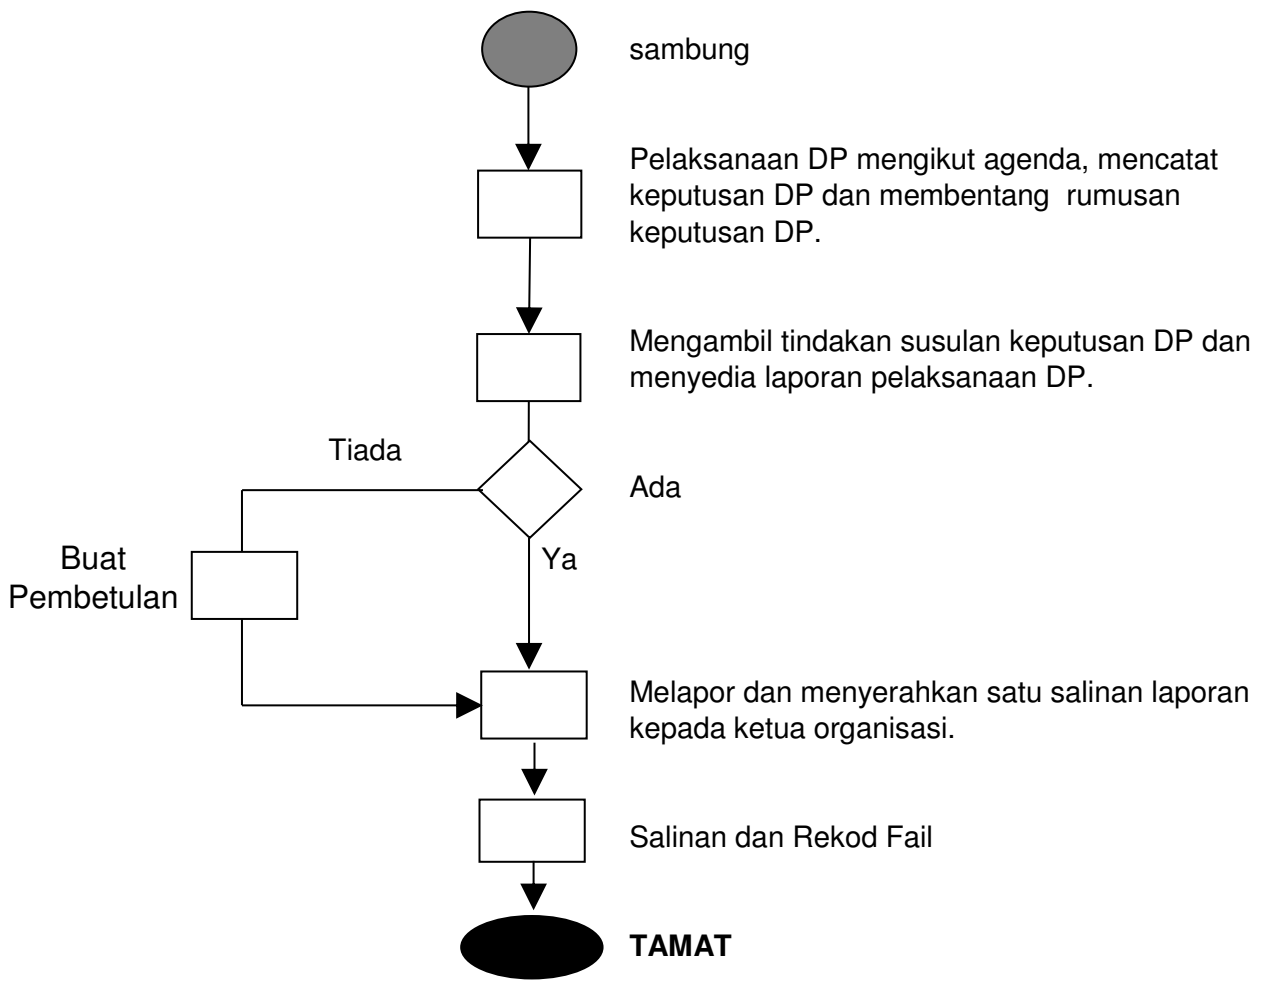 sambung
Pelaksanaan DP mengikut agenda, mencatat
keputusan DP dan membentang  rumusan
keputusan DP.
Mengambil tindakan susulan keputusan DP dan
menyedia laporan pelaksanaan DP.
Tiada
Ada
Ya
Buat
Pembetulan
Melapor dan menyerahkan satu salinan laporan
kepada ketua organisasi.
Salinan dan Rekod Fail
TAMAT